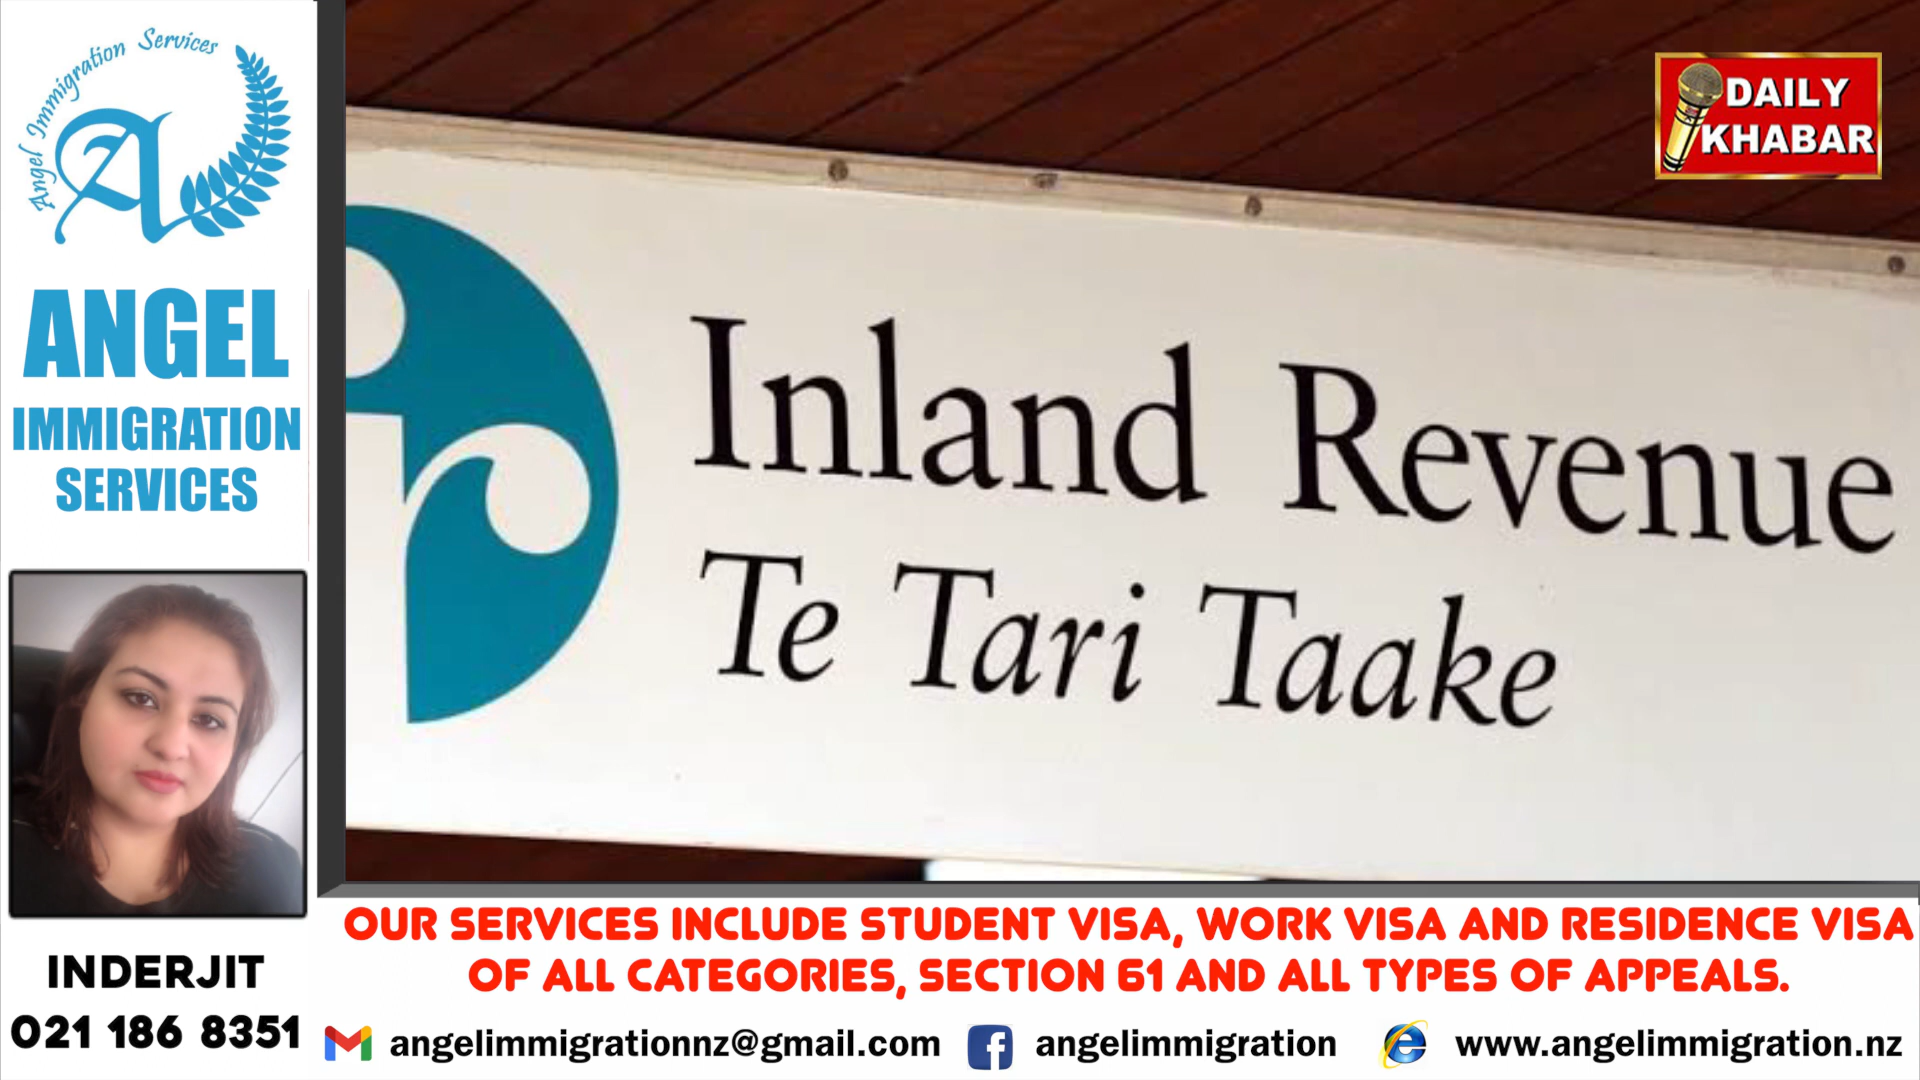 Angel Immigration Services
A
ANGEL
IMMIGRATION
SERVICES
INDERJIT
021 186 8351
DAILY
KHABAR
Inland Revenue
Te Tari Taake
OUR SERVICES INCLUDE STUDENT VISA, WORK VISA AND RESIDENCE VISA
OF ALL CATEGORIES, SECTION 61 AND ALL TYPES OF APPEALS.
angelimmigrationnz@gmail.com
angelimmigration
www.angelimmigration.nz